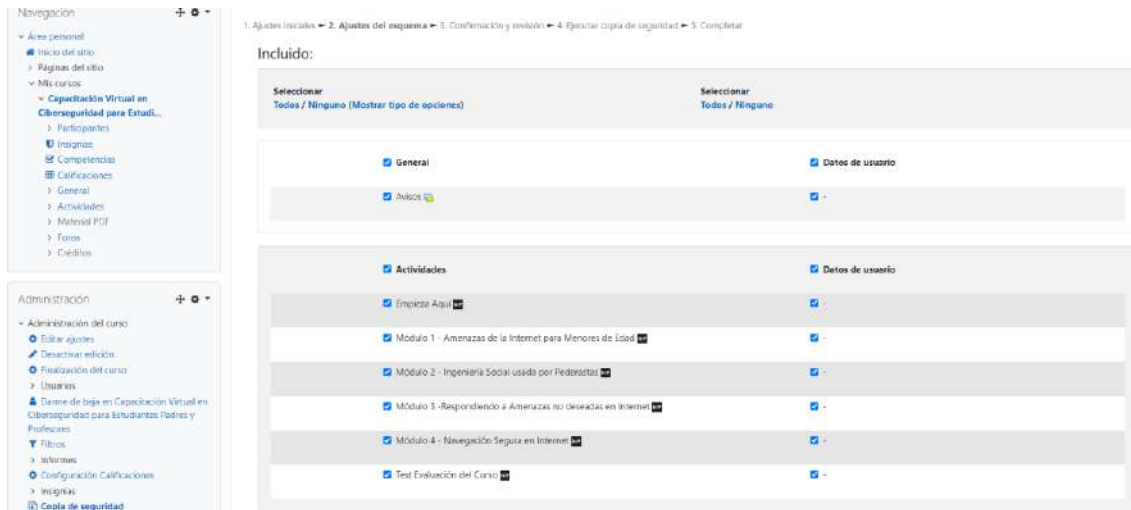 Navegación
Área personal
Inicio del sitio
Páginas del sitio
Mis cursos
Capacitación Virtual en
Ciberseguridad para Estudi...
Participantes
Insignias
Competencias
Calificaciones
General
Actividades
Material PDF
Foros
Créditos
Administración
Administración del curso
Editar ajustes
Desactivar edición
Finalización del curso
Usuarios
Darme de baja en Capacitación Virtual en
Ciberseguridad para Estudiantes Padres y
Profesores
Filtros
Informes
Configuración Calificaciones
Insignias
Copia de seguridad
1. Ajustes iniciales ► 2. Ajustes del esquema ► 3. Confirmación y revisión ► 4. Ejecutar copia de seguridad ► 5. Completar
Incluido:
Seleccionar Seleccionar
Todos / Ninguno (Mostrar tipo de opciones) Todos / Ninguno
General Datos de usuario
Avisos -
Actividades Datos de usuario
Empieza Aquí -
Módulo 1 - Amenazas de la Internet para Menores de Edad -
Módulo 2 - Ingeniería Social usada por Pederastas -
Módulo 3 -Respondiendo a Amenazas no deseadas en Internet -
Módulo 4 - Navegación Segura en Internet -
Test Evaluación del Curso -